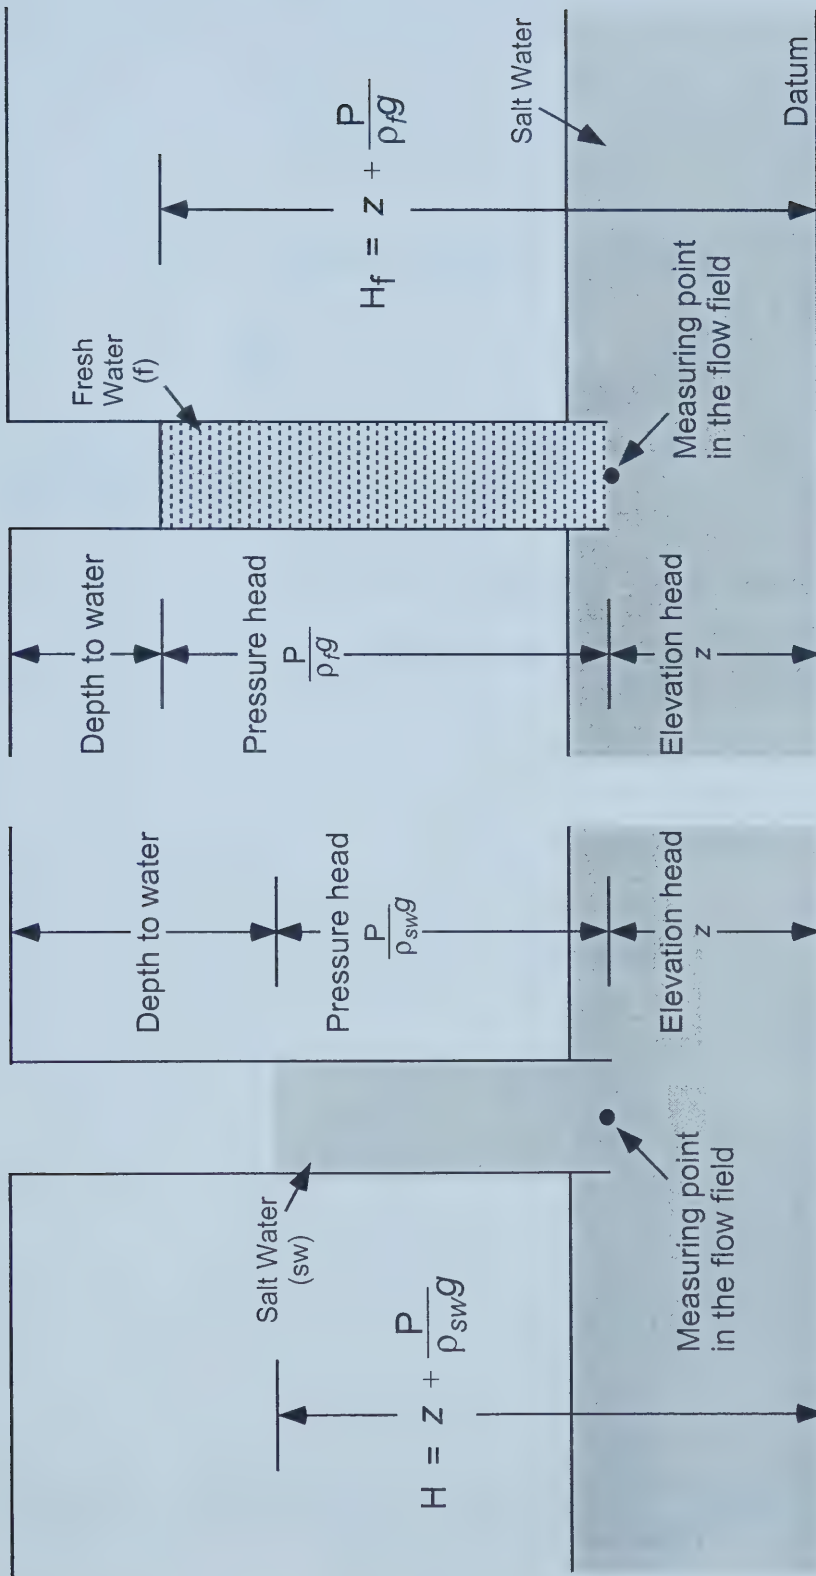 H = z + P/ρswg
Salt Water
(sw)
Measuring point
in the flow field
Depth to water
Pressure head
P/ρswg
Elevation head
z
Depth to water
Pressure head
P/ρfg
Elevation head
z
Fresh
Water
(f)
Measuring point
in the flow field
Hf = z + P/ρfg
Salt Water
Datum